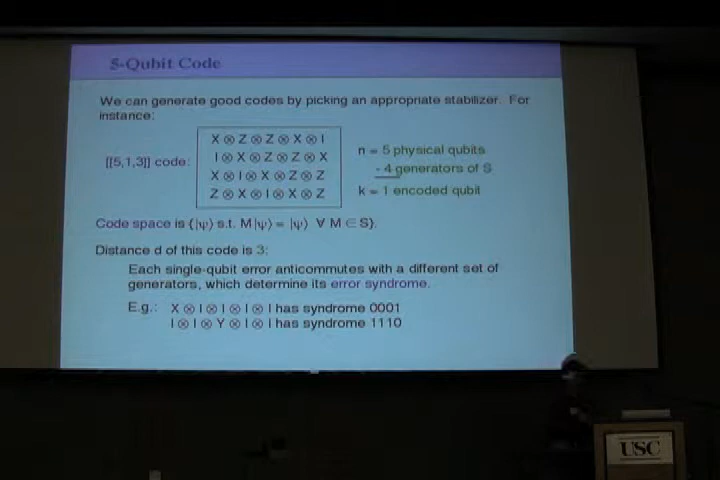 5-Qubit Code
We can generate good codes by picking an appropriate stabilizer. For
instance:
[[5,1,3]] code:
X ⊗ Z ⊗ Z ⊗ X ⊗ I
I ⊗ X ⊗ Z ⊗ Z ⊗ X
X ⊗ I ⊗ X ⊗ Z ⊗ Z
Z ⊗ X ⊗ I ⊗ X ⊗ Z
n = 5 physical qubits
- 4 generators of S
k = 1 encoded qubit
Code space is {|ψ⟩ s.t. M|ψ⟩ = |ψ⟩ ∀ M ∈ S}.
Distance d of this code is 3:
Each single-qubit error anticommutes with a different set of
generators, which determine its error syndrome.
E.g.: X ⊗ I ⊗ I ⊗ I ⊗ I has syndrome 0001
I ⊗ I ⊗ Y ⊗ I ⊗ I has syndrome 1110
USC